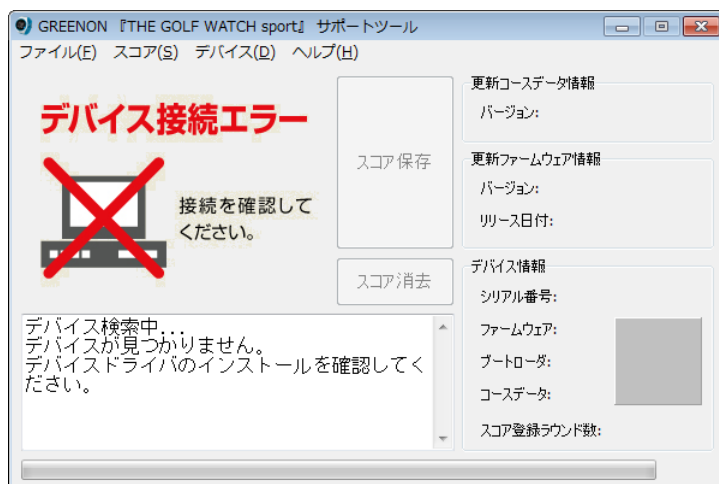 GREENON 『THE GOLF WATCH sport』 サポートツール
ファイル(F) スコア(S) デバイス(D) ヘルプ(H)
デバイス接続エラー
接続を確認して
ください。
スコア保存
スコア消去
デバイス検索中...
デバイスが見つかりません。
デバイスドライバのインストールを確認してく
ださい。
更新コースデータ情報
バージョン:
更新ファームウェア情報
バージョン:
リリース日付:
デバイス情報
シリアル番号:
ファームウェア:
ブートローダ:
コースデータ:
スコア登録ラウンド数: